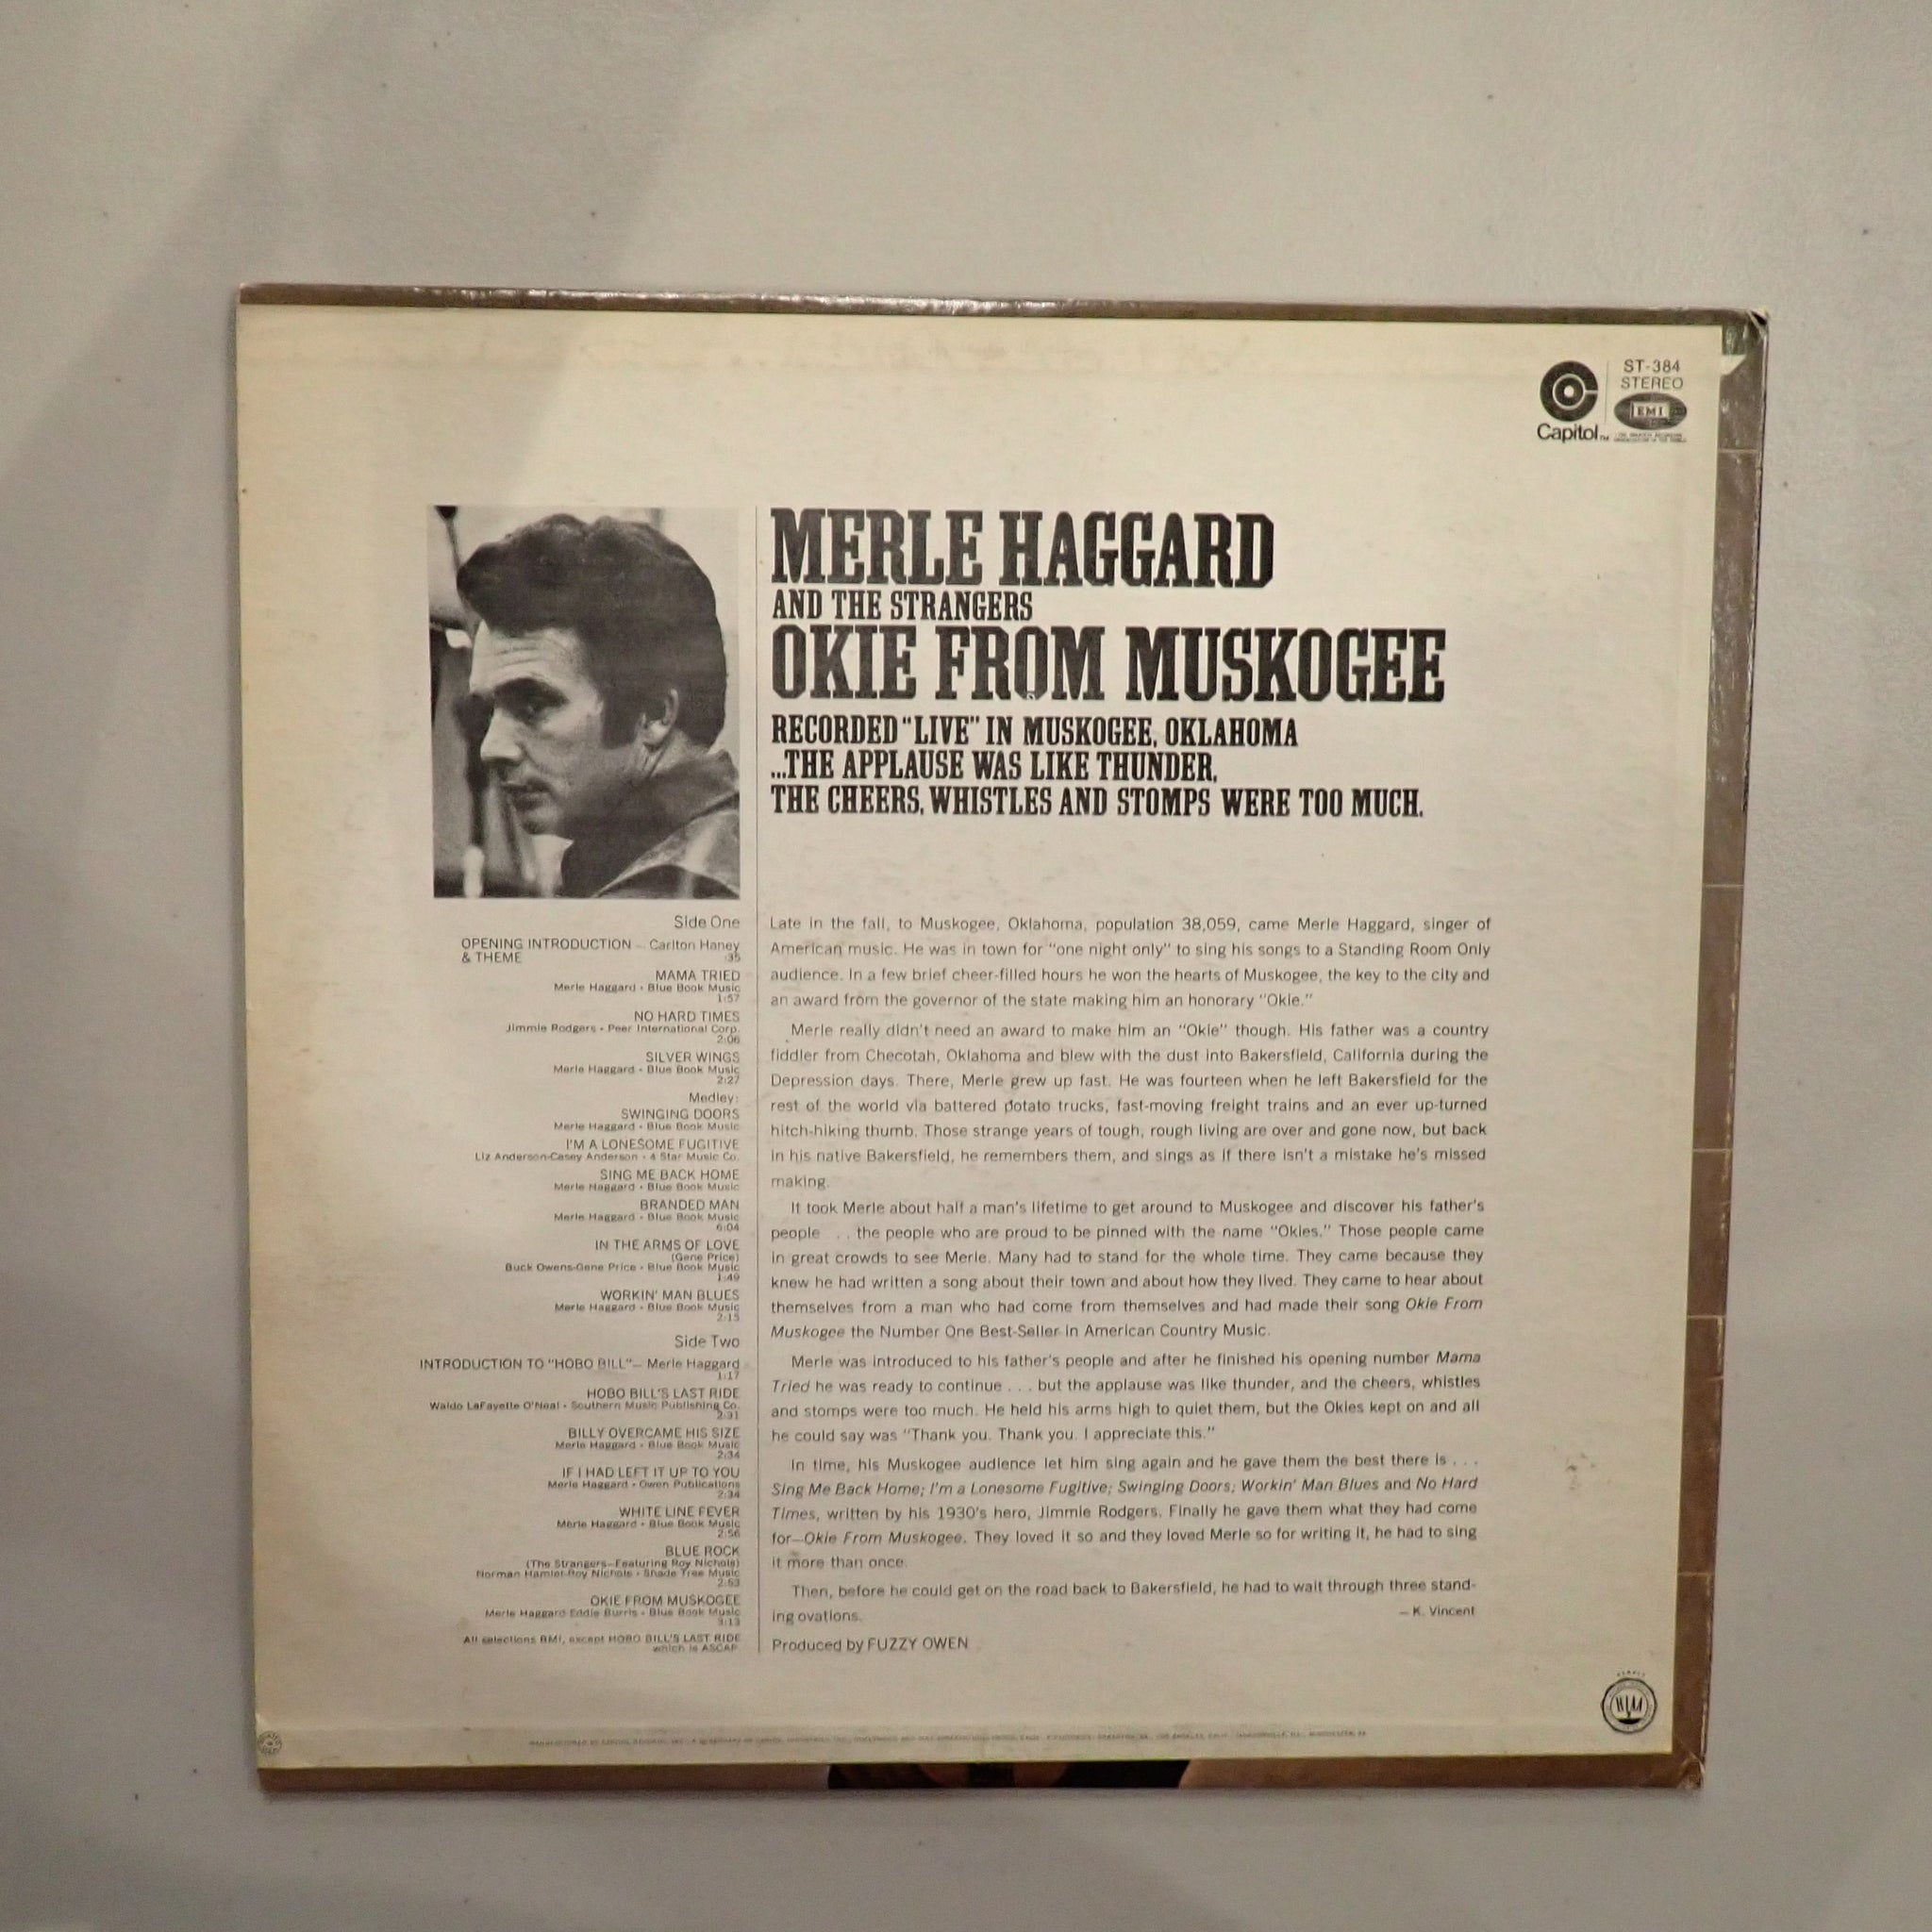 ST-384
STEREO
EMI
Capitol™
MERLE HAGGARD
AND THE STRANGERS
OKIE FROM MUSKOGEE
RECORDED "LIVE" IN MUSKOGEE, OKLAHOMA
...THE APPLAUSE WAS LIKE THUNDER,
THE CHEERS, WHISTLES AND STOMPS WERE TOO MUCH.
Side One
OPENING INTRODUCTION — Carlton Haney
& THEME :35
MAMA TRIED
Merle Haggard • Blue Book Music
1:57
NO HARD TIMES
Jimmie Rodgers • Peer International Corp.
2:06
SILVER WINGS
Merle Haggard • Blue Book Music
2:27
Medley:
SWINGING DOORS
Merle Haggard • Blue Book Music
I'M A LONESOME FUGITIVE
Liz Anderson-Casey Anderson • 4 Star Music Co.
SING ME BACK HOME
Merle Haggard • Blue Book Music
BRANDED MAN
Merle Haggard • Blue Book Music
6:04
IN THE ARMS OF LOVE
(Gene Price)
Buck Owens-Gene Price • Blue Book Music
1:49
WORKIN' MAN BLUES
Merle Haggard • Blue Book Music
2:15
Side Two
INTRODUCTION TO "HOBO BILL"— Merle Haggard
1:17
HOBO BILL'S LAST RIDE
Waldo LaFayette O'Neal • Southern Music Publishing Co.
2:31
BILLY OVERCAME HIS SIZE
Merle Haggard • Blue Book Music
2:34
IF I HAD LEFT IT UP TO YOU
Merle Haggard • Owen Publications
2:34
WHITE LINE FEVER
Merle Haggard • Blue Book Music
2:56
BLUE ROCK
(The Strangers—Featuring Roy Nichols)
Norman Hamlet-Roy Nichols • Shade Tree Music
2:53
OKIE FROM MUSKOGEE
Merle Haggard-Eddie Burris • Blue Book Music
3:13
All selections BMI, except HOBO BILL'S LAST RIDE
which is ASCAP.
Late in the fall, to Muskogee, Oklahoma, population 38,059, came Merle Haggard, singer of
American music. He was in town for "one night only" to sing his songs to a Standing Room Only
audience. In a few brief cheer-filled hours he won the hearts of Muskogee, the key to the city and
an award from the governor of the state making him an honorary "Okie."
Merle really didn't need an award to make him an "Okie" though. His father was a country
fiddler from Checotah, Oklahoma and blew with the dust into Bakersfield, California during the
Depression days. There, Merle grew up fast. He was fourteen when he left Bakersfield for the
rest of the world via battered potato trucks, fast-moving freight trains and an ever up-turned
hitch-hiking thumb. Those strange years of tough, rough living are over and gone now, but back
in his native Bakersfield, he remembers them, and sings as if there isn't a mistake he's missed
making.
It took Merle about half a man's lifetime to get around to Muskogee and discover his father's
people . . . the people who are proud to be pinned with the name "Okies." Those people came
in great crowds to see Merle. Many had to stand for the whole time. They came because they
knew he had written a song about their town and about how they lived. They came to hear about
themselves from a man who had come from themselves and had made their song Okie From
Muskogee the Number One Best-Seller in American Country Music.
Merle was introduced to his father's people and after he finished his opening number Mama
Tried he was ready to continue . . . but the applause was like thunder, and the cheers, whistles
and stomps were too much. He held his arms high to quiet them, but the Okies kept on and all
he could say was "Thank you. Thank you. I appreciate this."
In time, his Muskogee audience let him sing again and he gave them the best there is . . .
Sing Me Back Home; I'm a Lonesome Fugitive; Swinging Doors; Workin' Man Blues and No Hard
Times, written by his 1930's hero, Jimmie Rodgers. Finally he gave them what they had come
for—Okie From Muskogee. They loved it so and they loved Merle so for writing it, he had to sing
it more than once.
Then, before he could get on the road back to Bakersfield, he had to wait through three stand-
ing ovations.
— K. Vincent
Produced by FUZZY OWEN